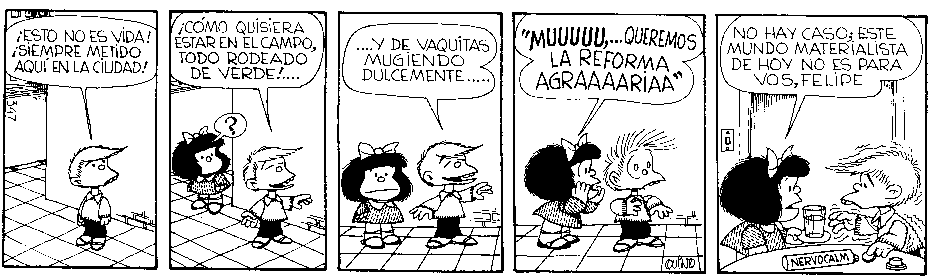 ¡ESTO NO ES VIDA!
¡SIEMPRE METIDO
AQUÍ EN LA CIUDAD!
¡CÓMO QUISIERA
ESTAR EN EL CAMPO,
TODO RODEADO
DE VERDE!....
?
....Y DE VAQUITAS
MUGIENDO
DULCEMENTE.....
"MUUUUU,...QUEREMOS
LA REFORMA
AGRAAAARIAA"
QUINO
NO HAY CASO; ESTE
MUNDO MATERIALISTA
DE HOY NO ES PARA
VOS, FELIPE
NERVOCALM